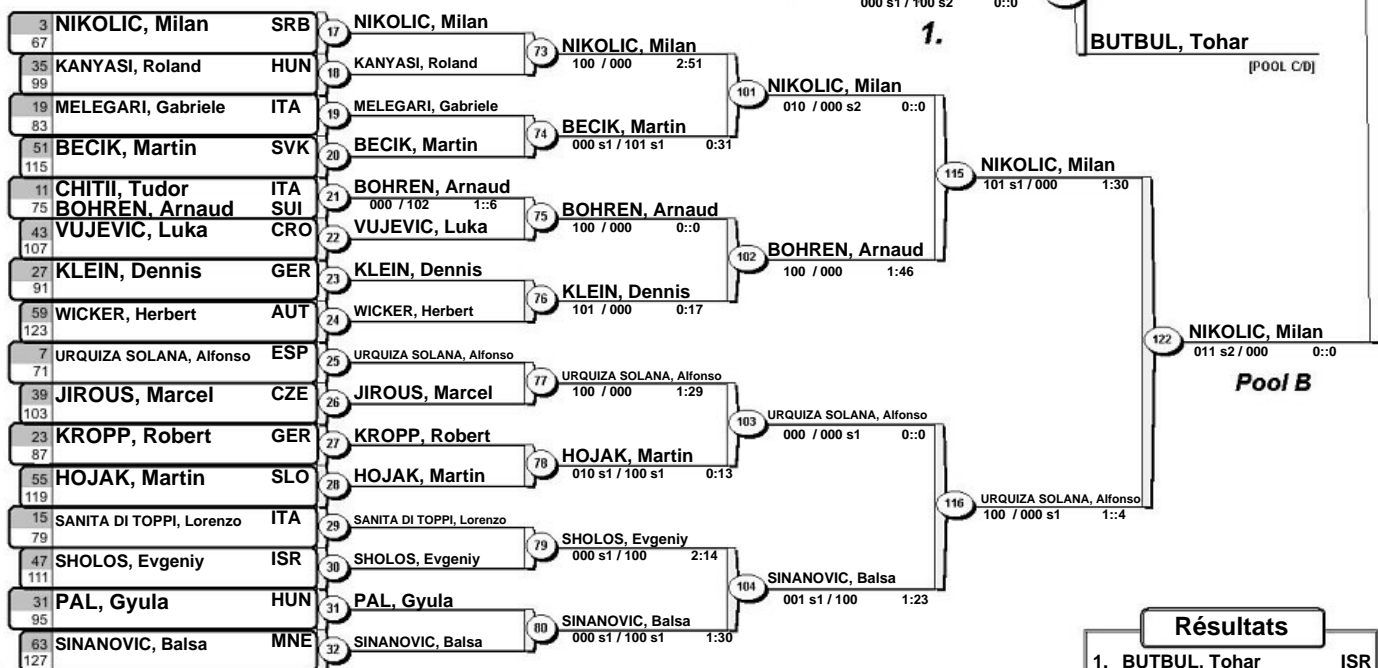 000 s1 / 100 s2 0::0
1.
BUTBUL, Tohar
[POOL C/D]
3 NIKOLIC, Milan SRB
67
35 KANYASI, Roland HUN
99
19 MELEGARI, Gabriele ITA
83
51 BECIK, Martin SVK
115
11 CHITII, Tudor ITA
75 BOHREN, Arnaud SUI
43 VUJEVIC, Luka CRO
107
27 KLEIN, Dennis GER
91
59 WICKER, Herbert AUT
123
7 URQUIZA SOLANA, Alfonso ESP
71
39 JIROUS, Marcel CZE
103
23 KROPP, Robert GER
87
55 HOJAK, Martin SLO
119
15 SANITA DI TOPPI, Lorenzo ITA
79
47 SHOLOS, Evgeniy ISR
111
31 PAL, Gyula HUN
95
63 SINANOVIC, Balsa MNE
127
17 NIKOLIC, Milan
18 KANYASI, Roland
19 MELEGARI, Gabriele
20 BECIK, Martin
21 BOHREN, Arnaud
000 / 102 1::6
22 VUJEVIC, Luka
23 KLEIN, Dennis
24 WICKER, Herbert
25 URQUIZA SOLANA, Alfonso
26 JIROUS, Marcel
27 KROPP, Robert
28 HOJAK, Martin
29 SANITA DI TOPPI, Lorenzo
30 SHOLOS, Evgeniy
31 PAL, Gyula
32 SINANOVIC, Balsa
73 NIKOLIC, Milan
100 / 000 2:51
74 BECIK, Martin
000 s1 / 101 s1 0:31
75 BOHREN, Arnaud
100 / 000 0::0
76 KLEIN, Dennis
101 / 000 0:17
77 URQUIZA SOLANA, Alfonso
100 / 000 1:29
78 HOJAK, Martin
010 s1 / 100 s1 0:13
79 SHOLOS, Evgeniy
000 s1 / 100 2:14
80 SINANOVIC, Balsa
000 s1 / 100 s1 1:30
101 NIKOLIC, Milan
010 / 000 s2 0::0
102 BOHREN, Arnaud
100 / 000 1:46
103 URQUIZA SOLANA, Alfonso
000 / 000 s1 0::0
104 SINANOVIC, Balsa
001 s1 / 100 1:23
115 NIKOLIC, Milan
101 s1 / 000 1:30
116 URQUIZA SOLANA, Alfonso
100 / 000 s1 1::4
122 NIKOLIC, Milan
011 s2 / 000 0::0
Pool B
Résultats
1. BUTBUL, Tohar ISR